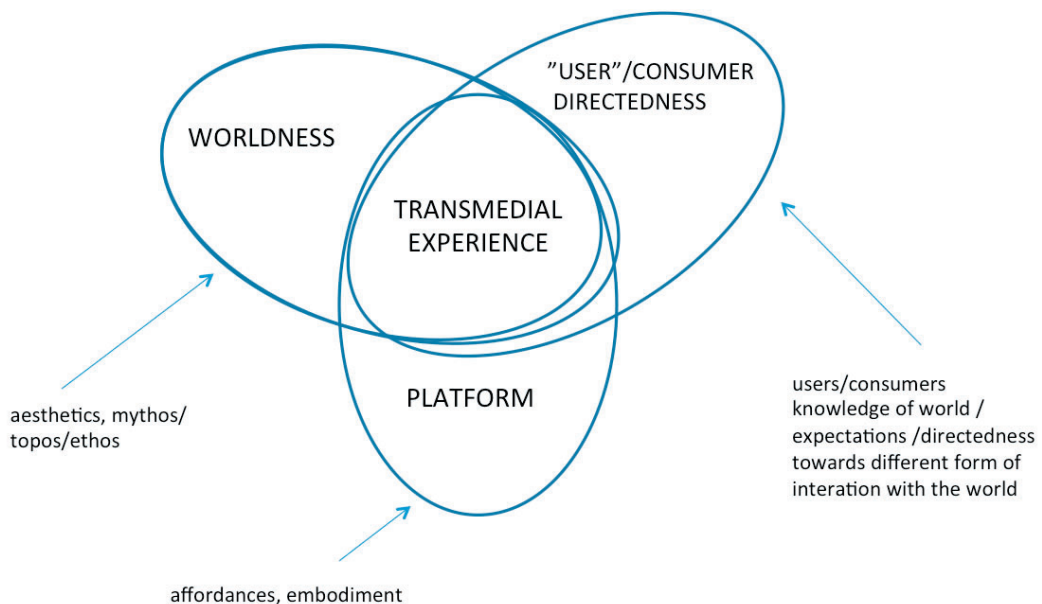 ”USER”/CONSUMER
DIRECTEDNESS
WORLDNESS
TRANSMEDIAL
EXPERIENCE
PLATFORM
aesthetics, mythos/
topos/ethos
users/consumers
knowledge of world /
expectations /directedness
towards different form of
interation with the world
affordances, embodiment